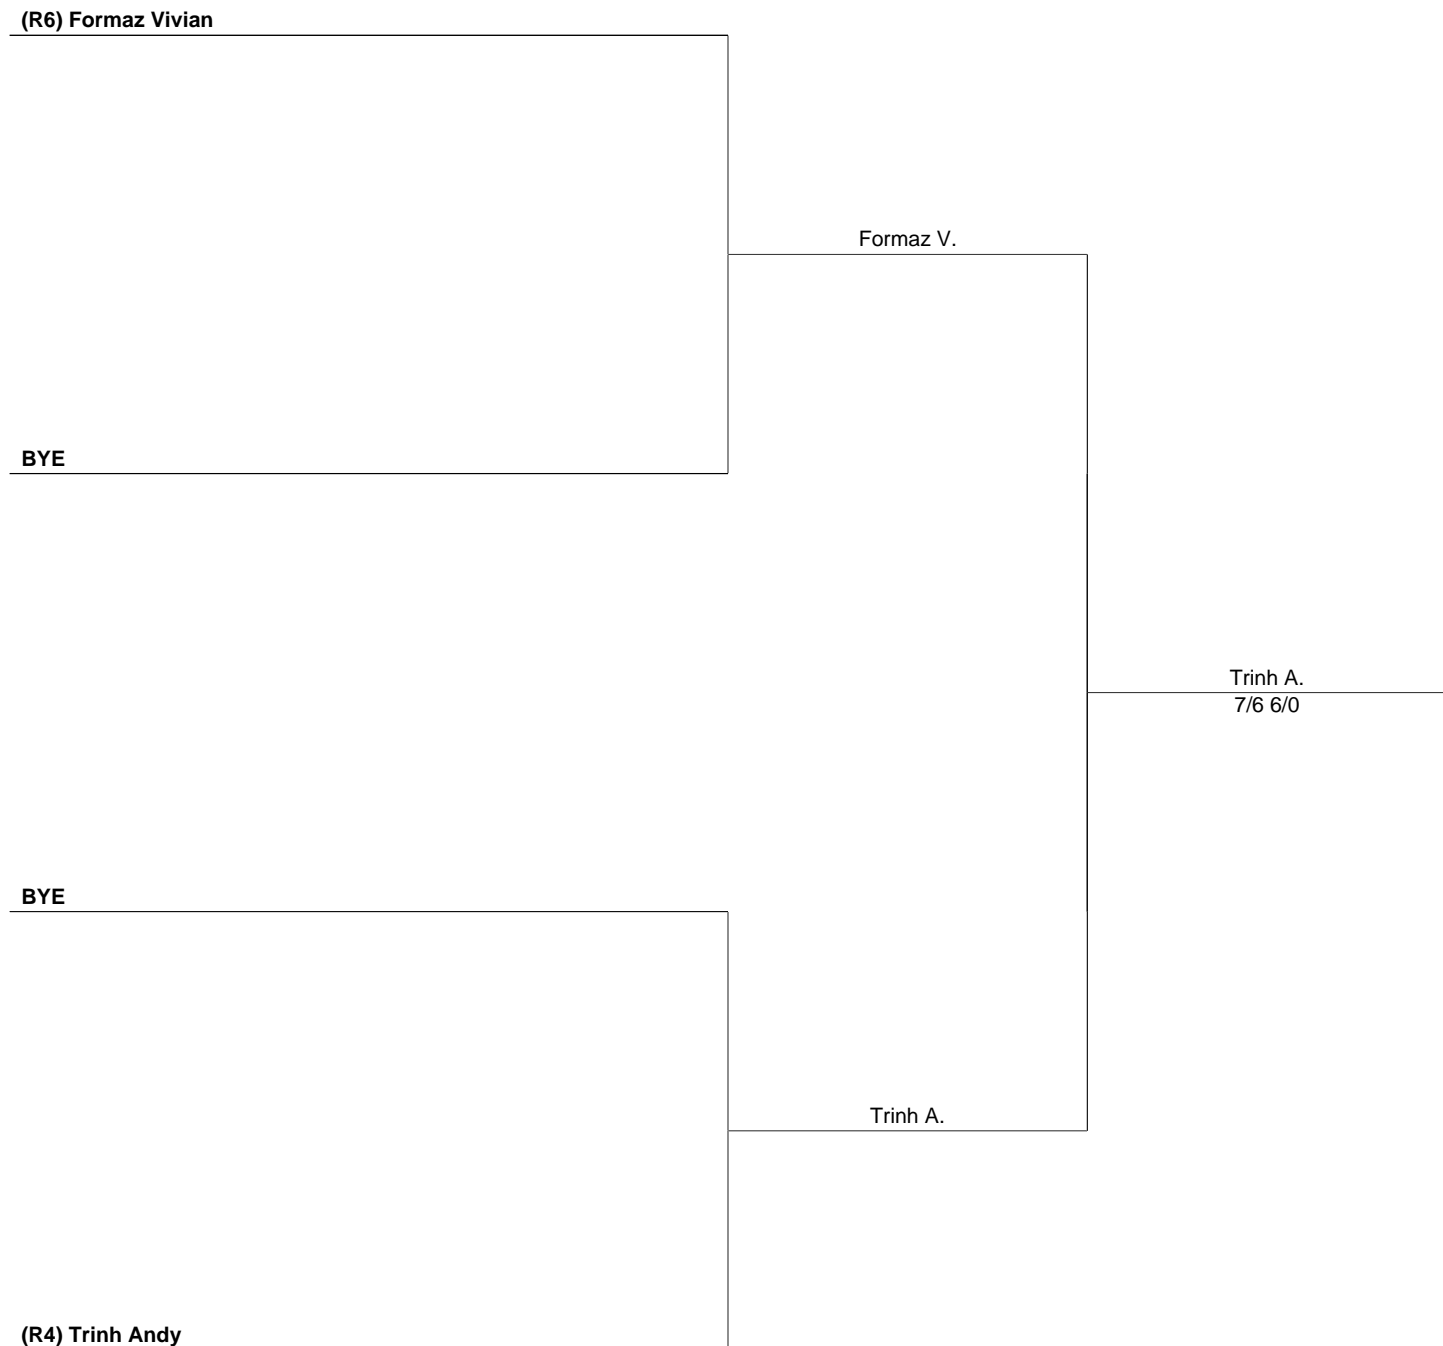 (R6) Formaz Vivian
Formaz V.
BYE
Trinh A.
7/6 6/0
BYE
Trinh A.
(R4) Trinh Andy